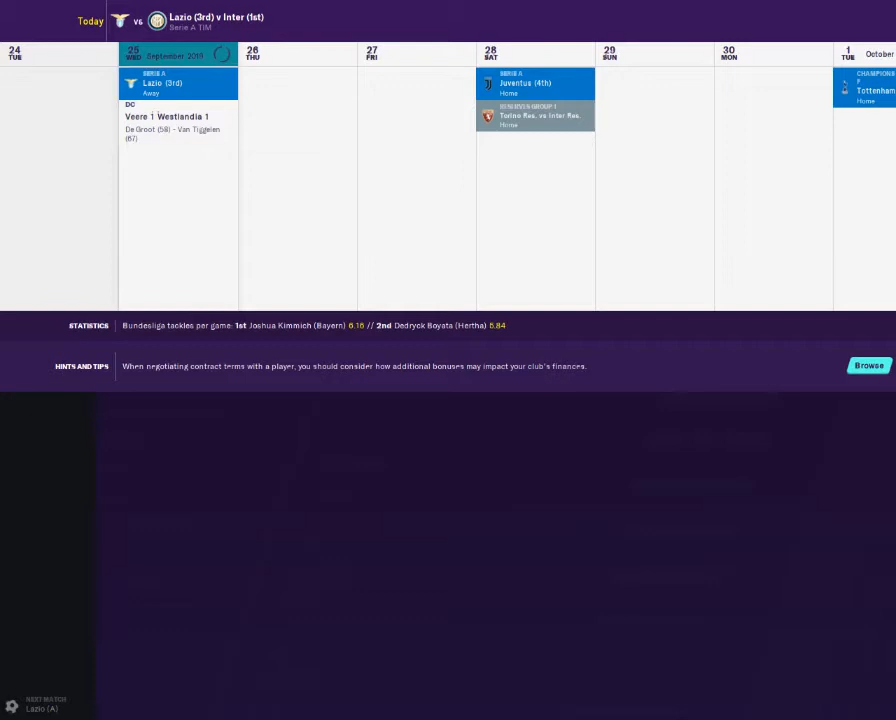 Today
vs
Lazio (3rd) v Inter (1st)
Serie A TIM
24
TUE
25
WED
September 2019
26
THU
27
FRI
28
SAT
29
SUN
30
MON
1
TUE
October
SERIE A
Lazio (3rd)
Away
DC
Veere 1 Westlandia 1
De Groot (58) - Van Tiggelen
(67)
SERIE A
Juventus (4th)
Home
RESERVEN GROUP 1
Torino Res. vs Inter Res.
Home
CHAMPIONS
Tottenham
Home
STATISTICS
Bundesliga tackles per game: 1st Joshua Kimmich (Bayern) 6.16 // 2nd Dedryck Boyata (Hertha) 5.84
HINTS AND TIPS
When negotiating contract terms with a player, you should consider how additional bonuses may impact your club's finances.
Browse
NEXT MATCH
Lazio (A)